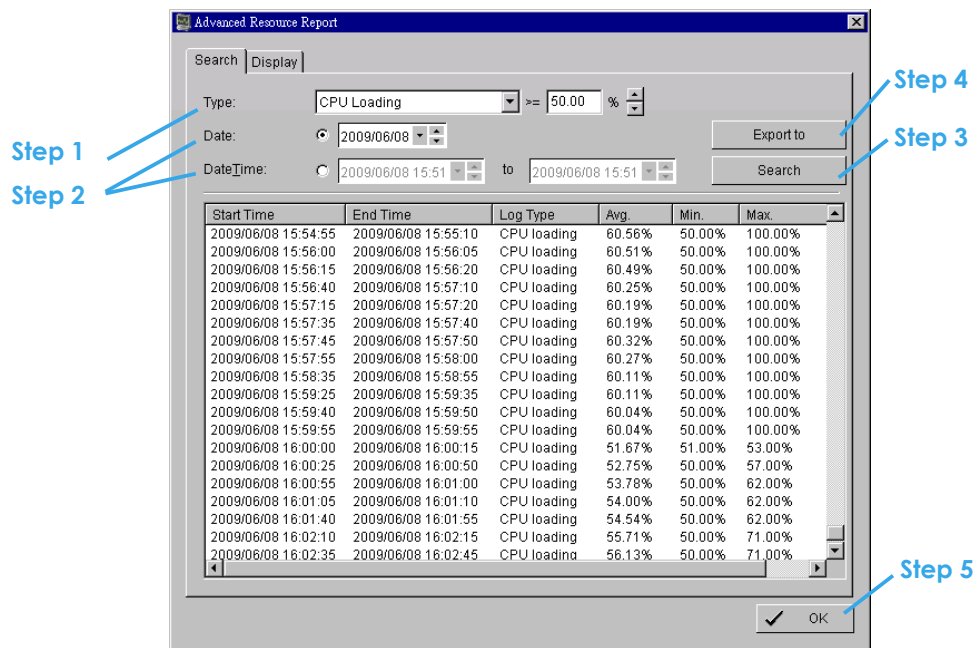 Advanced Resource Report
Search Display
Type: CPU Loading >= 50.00 %
Date: 2009/06/08
DateTime: 2009/06/08 15:51 to 2009/06/08 15:51
Export to
Search
Step 1
Step 2
Step 4
Step 3
Start Time End Time Log Type Avg. Min. Max.
2009/06/08 15:54:55 2009/06/08 15:55:10 CPU loading 60.56% 50.00% 100.00%
2009/06/08 15:56:00 2009/06/08 15:56:05 CPU loading 60.51% 50.00% 100.00%
2009/06/08 15:56:15 2009/06/08 15:56:20 CPU loading 60.49% 50.00% 100.00%
2009/06/08 15:56:40 2009/06/08 15:57:10 CPU loading 60.25% 50.00% 100.00%
2009/06/08 15:57:15 2009/06/08 15:57:20 CPU loading 60.19% 50.00% 100.00%
2009/06/08 15:57:35 2009/06/08 15:57:40 CPU loading 60.19% 50.00% 100.00%
2009/06/08 15:57:45 2009/06/08 15:57:50 CPU loading 60.32% 50.00% 100.00%
2009/06/08 15:57:55 2009/06/08 15:58:00 CPU loading 60.27% 50.00% 100.00%
2009/06/08 15:58:35 2009/06/08 15:58:55 CPU loading 60.11% 50.00% 100.00%
2009/06/08 15:59:25 2009/06/08 15:59:35 CPU loading 60.11% 50.00% 100.00%
2009/06/08 15:59:40 2009/06/08 15:59:50 CPU loading 60.04% 50.00% 100.00%
2009/06/08 15:59:55 2009/06/08 15:59:55 CPU loading 60.04% 50.00% 100.00%
2009/06/08 16:00:00 2009/06/08 16:00:15 CPU loading 51.67% 51.00% 53.00%
2009/06/08 16:00:25 2009/06/08 16:00:50 CPU loading 52.75% 50.00% 57.00%
2009/06/08 16:00:55 2009/06/08 16:01:00 CPU loading 53.78% 50.00% 62.00%
2009/06/08 16:01:05 2009/06/08 16:01:10 CPU loading 54.00% 50.00% 62.00%
2009/06/08 16:01:40 2009/06/08 16:01:55 CPU loading 54.54% 50.00% 62.00%
2009/06/08 16:02:10 2009/06/08 16:02:15 CPU loading 55.71% 50.00% 71.00%
2009/06/08 16:02:35 2009/06/08 16:02:45 CPU loading 56.13% 50.00% 71.00%
Step 5
OK